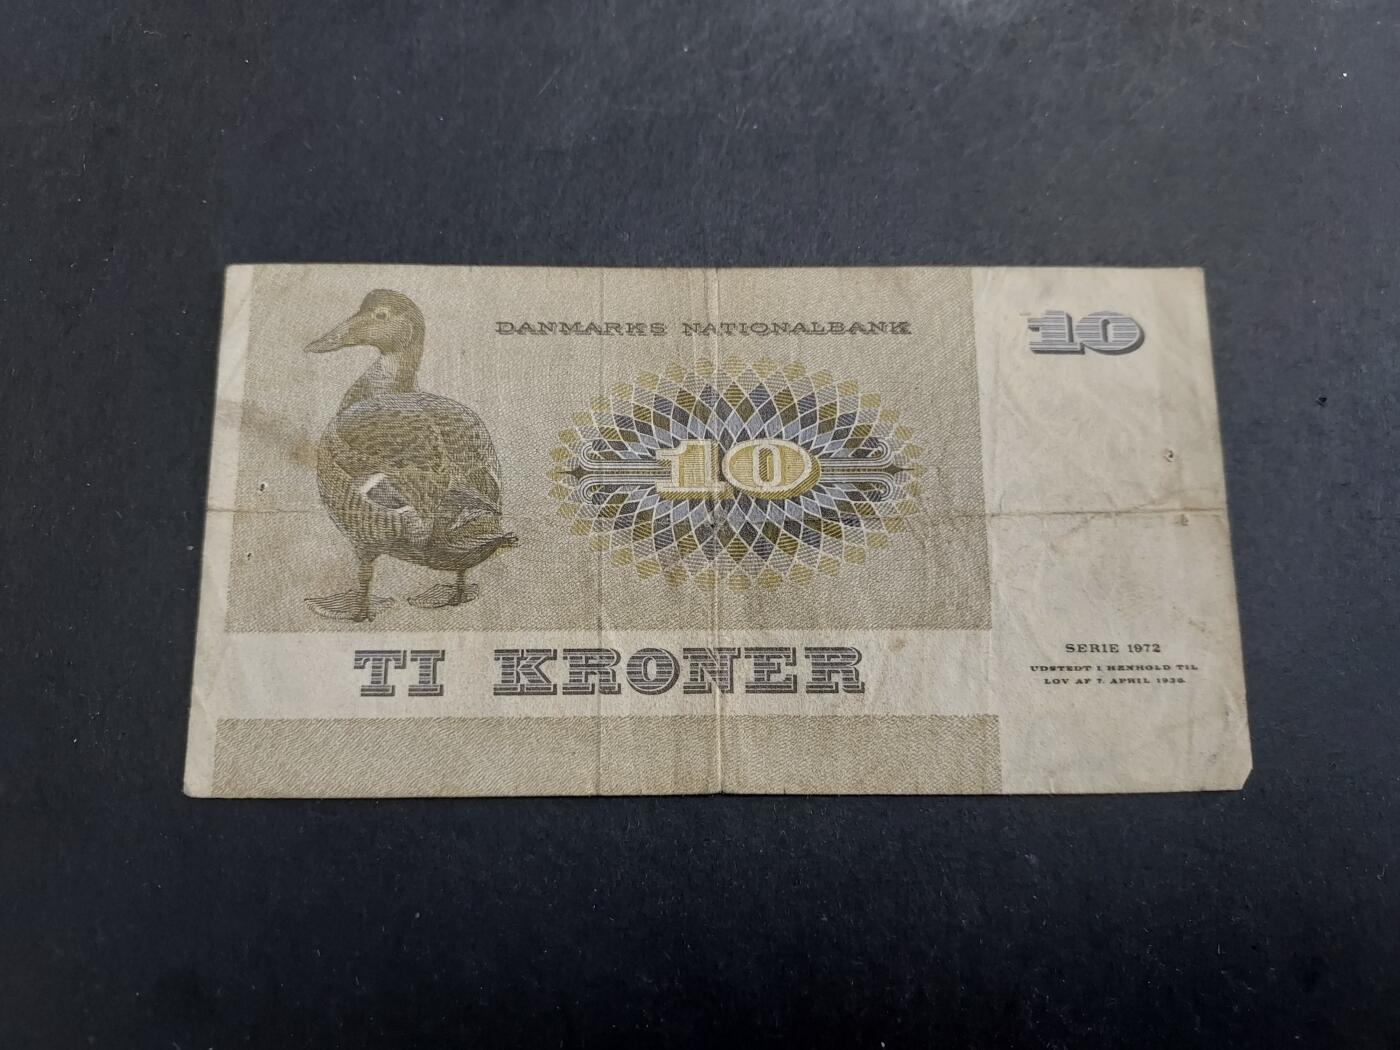 DANMARKS NATIONALBANK
10
10
TI KRONER
SERIE 1972
UDSTEDT I HENHOLD TIL
LOV AF 7. APRIL 1936.